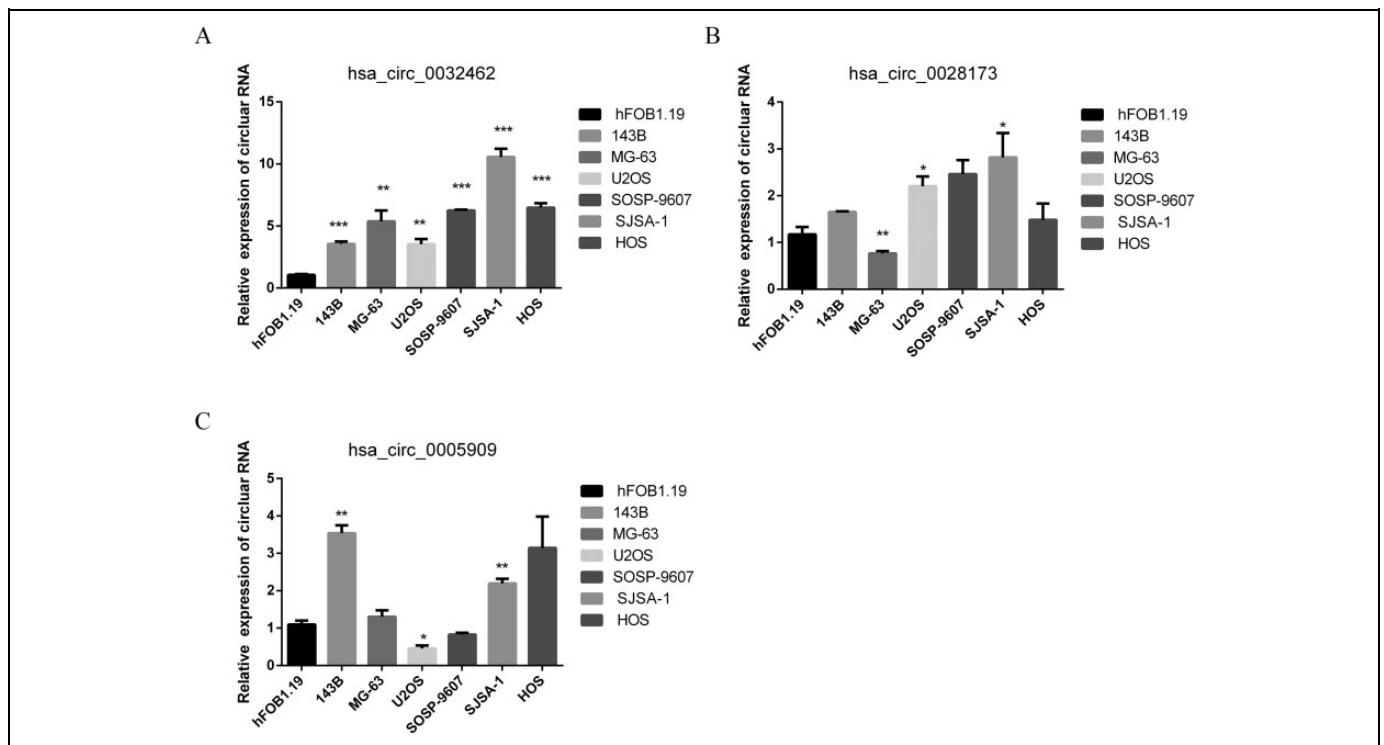 A
hsa_circ_0032462
Relative expression of circluar RNA
15
10
5
0
***
**
**
***
***
***
hFOB1.19
143B
MG-63
U2OS
SOSP-9607
SJSA-1
HOS
hFOB1.19
143B
MG-63
U2OS
SOSP-9607
SJSA-1
HOS
B
hsa_circ_0028173
Relative expression of circluar RNA
4
3
2
1
0
**
*
*
hFOB1.19
143B
MG-63
U2OS
SOSP-9607
SJSA-1
HOS
hFOB1.19
143B
MG-63
U2OS
SOSP-9607
SJSA-1
HOS
C
hsa_circ_0005909
Relative expression of circluar RNA
5
4
3
2
1
0
**
*
**
hFOB1.19
143B
MG-63
U2OS
SOSP-9607
SJSA-1
HOS
hFOB1.19
143B
MG-63
U2OS
SOSP-9607
SJSA-1
HOS